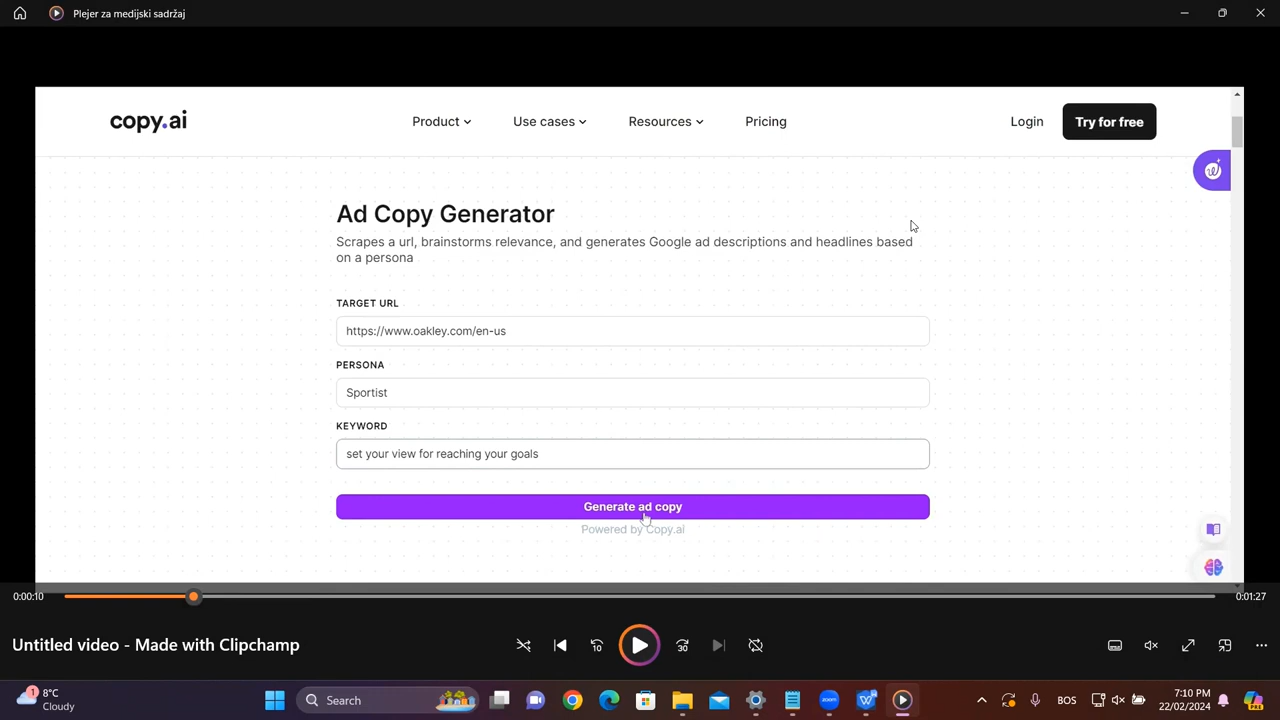 Plejer za medijski sadržaj
copy.ai
Product
Use cases
Resources
Pricing
Login
Try for free
Ad Copy Generator
Scrapes a url, brainstorms relevance, and generates Google ad descriptions and headlines based
on a persona
TARGET URL
https://www.oakley.com/en-us
PERSONA
Sportist
KEYWORD
set your view for reaching your goals
Generate ad copy
Powered by Copy.ai
0:00:10
0:01:27
Untitled video - Made with Clipchamp
10
30
1
8°C
Cloudy
Search
zoom
BOS
7:10 PM
22/02/2024